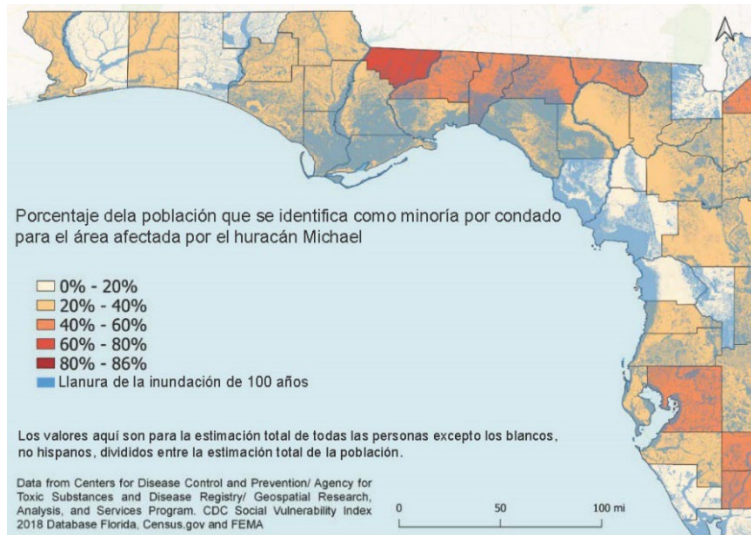 Porcentaje dela población que se identifica como minoría por condado
para el área afectada por el huracán Michael
0% - 20%
20% - 40%
40% - 60%
60% - 80%
80% - 86%
Llanura de la inundación de 100 años
Los valores aquí son para la estimación total de todas las personas excepto los blancos,
no hispanos, divididos entre la estimación total de la población.
Data from Centers for Disease Control and Prevention/ Agency for
Toxic Substances and Disease Registry/ Geospatial Research,
Analysis, and Services Program. CDC Social Vulnerability Index
2018 Database Florida, Census.gov and FEMA
0 50 100 mi